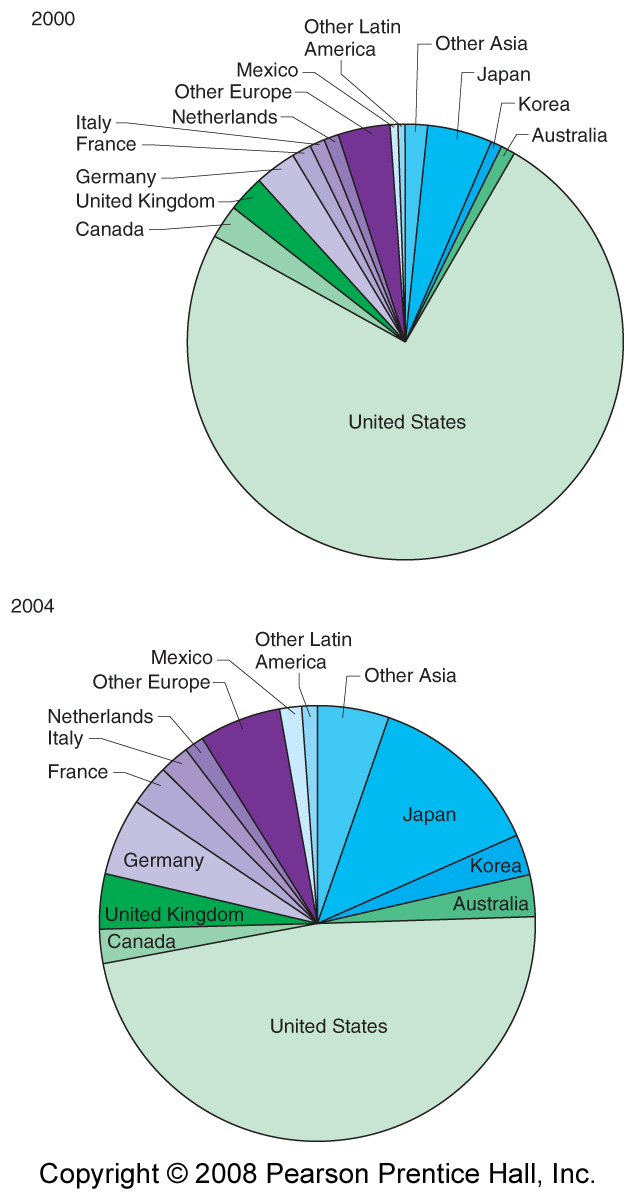 2000
Other Latin
America
Other Asia
Mexico
Japan
Other Europe
Korea
Netherlands
Italy
Australia
France
Germany
United Kingdom
Canada
United States
2004
Other Latin
America
Mexico
Other Asia
Other Europe
Netherlands
Italy
France
Japan
Germany
Korea
Australia
United Kingdom
Canada
United States
Copyright © 2008 Pearson Prentice Hall, Inc.